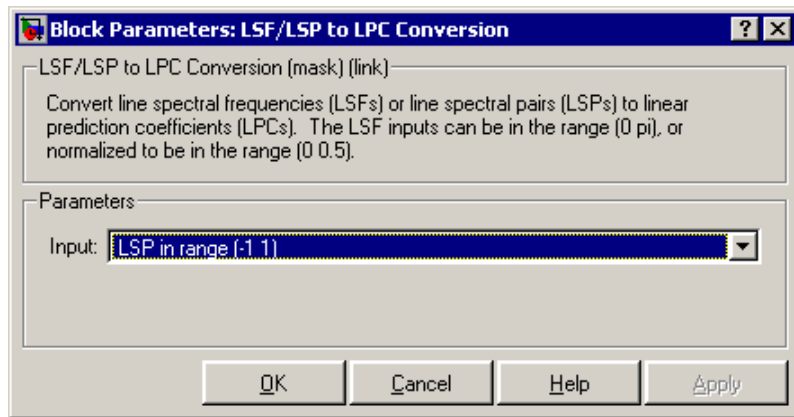 Block Parameters: LSF/LSP to LPC Conversion
LSF/LSP to LPC Conversion (mask) (link)
Convert line spectral frequencies (LSFs) or line spectral pairs (LSPs) to linear
prediction coefficients (LPCs).  The LSF inputs can be in the range (0 pi), or
normalized to be in the range (0 0.5).
Parameters
Input: LSP in range (-1 1)
OK Cancel Help Apply